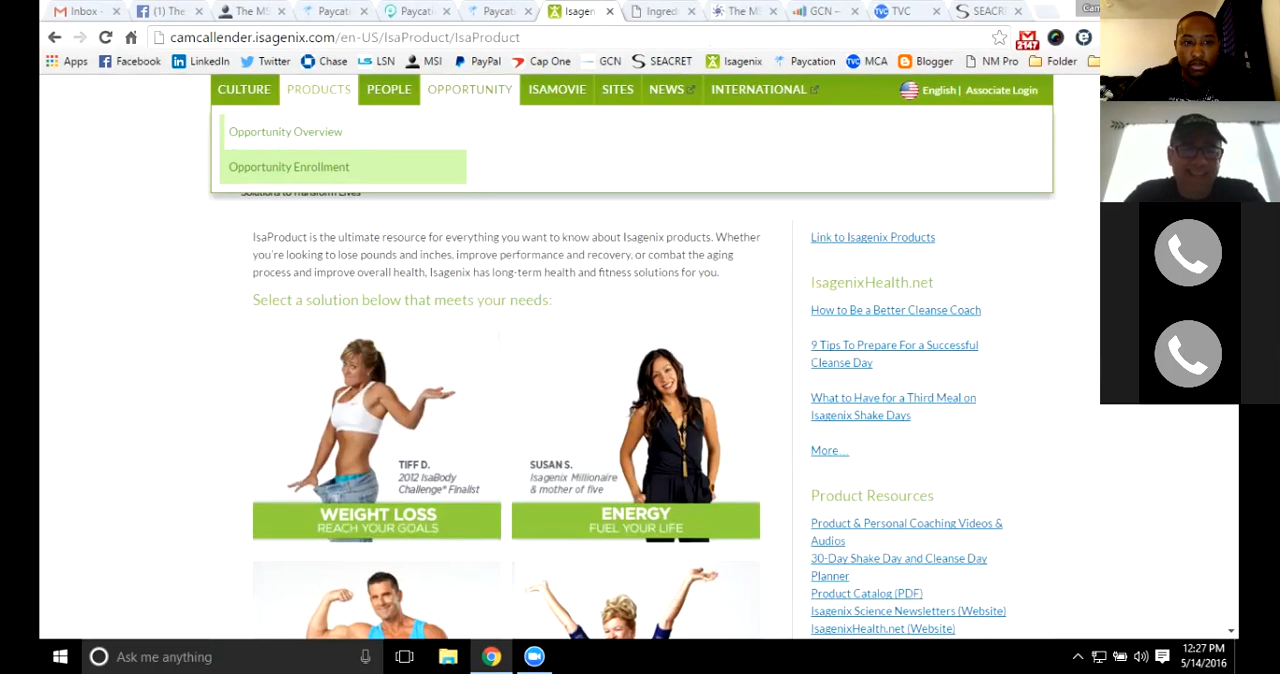 Inbox -
(1) The
The MS
Paycati
Paycati
Paycati
Isagen
Ingredi
The M
GCN –
TVC
SEACRE
camcallender.isagenix.com/en-US/IsaProduct/IsaProduct
2147
Apps
Facebook
LinkedIn
Twitter
Chase
LSN
MSI
PayPal
Cap One
GCN
SEACRET
Isagenix
Paycation
MCA
Blogger
NM Pro
Folder
CULTURE
PRODUCTS
PEOPLE
OPPORTUNITY
ISAMOVIE
SITES
NEWS
INTERNATIONAL
English |
Associate Login
Opportunity Overview
Opportunity Enrollment
Solutions to Transform Lives
IsaProduct is the ultimate resource for everything you want to know about Isagenix products. Whether
you're looking to lose pounds and inches, improve performance and recovery, or combat the aging
process and improve overall health, Isagenix has long-term health and fitness solutions for you.
Select a solution below that meets your needs:
TIFF D.
2012 IsaBody
Challenge® Finalist
WEIGHT LOSS
REACH YOUR GOALS
SUSAN S.
Isagenix Millionaire
& mother of five
ENERGY
FUEL YOUR LIFE
Link to Isagenix Products
IsagenixHealth.net
How to Be a Better Cleanse Coach
9 Tips To Prepare For a Successful
Cleanse Day
What to Have for a Third Meal on
Isagenix Shake Days
More....
Product Resources
Product & Personal Coaching Videos &
Audios
30-Day Shake Day and Cleanse Day
Planner
Product Catalog (PDF)
Isagenix Science Newsletters (Website)
IsagenixHealth.net (Website)
Ask me anything
12:27 PM
5/14/2016